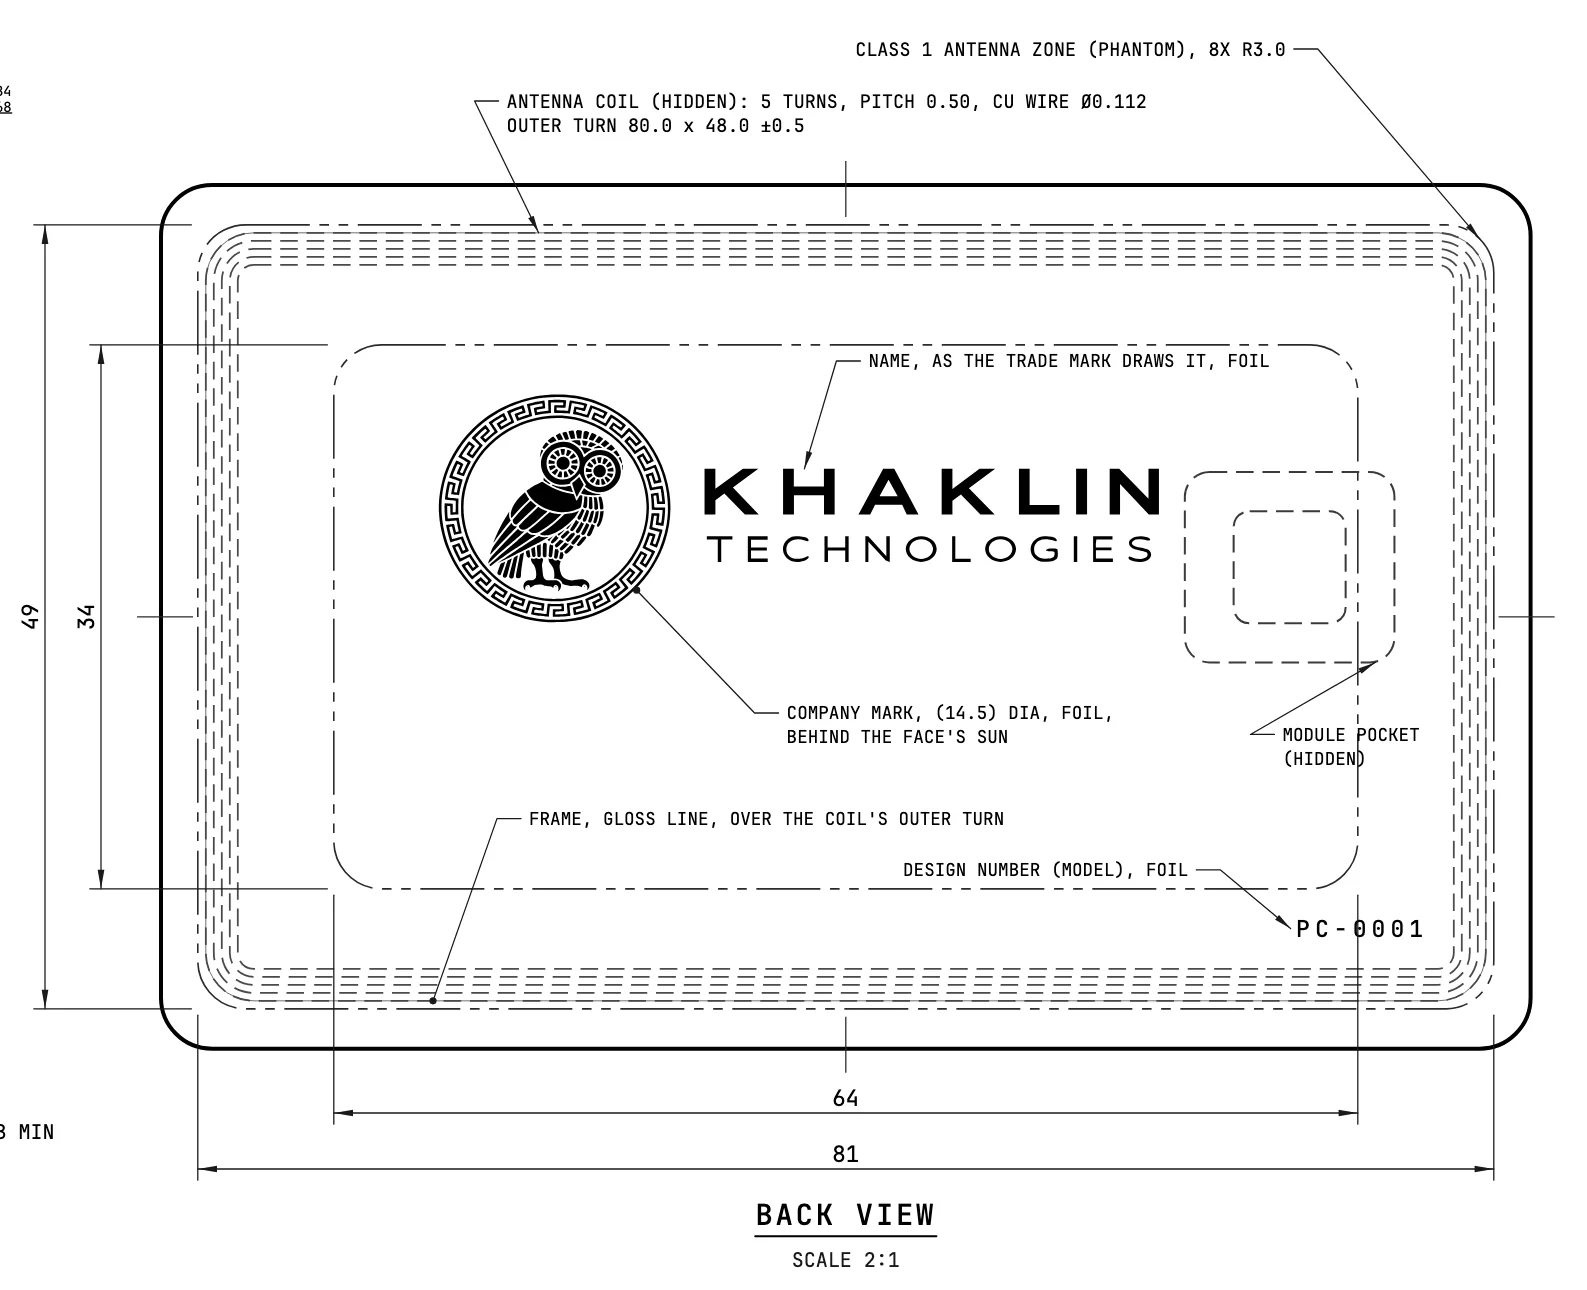 CLASS 1 ANTENNA ZONE (PHANTOM), 8X R3.0
84
68
ANTENNA COIL (HIDDEN): 5 TURNS, PITCH 0.50, CU WIRE Ø0.112
OUTER TURN 80.0 x 48.0 ±0.5
NAME, AS THE TRADE MARK DRAWS IT, FOIL
KHAKLIN
TECHNOLOGIES
49
34
COMPANY MARK, (14.5) DIA, FOIL,
BEHIND THE FACE'S SUN
MODULE POCKET
(HIDDEN)
FRAME, GLOSS LINE, OVER THE COIL'S OUTER TURN
DESIGN NUMBER (MODEL), FOIL
PC-0001
64
MIN
81
BACK VIEW
SCALE 2:1